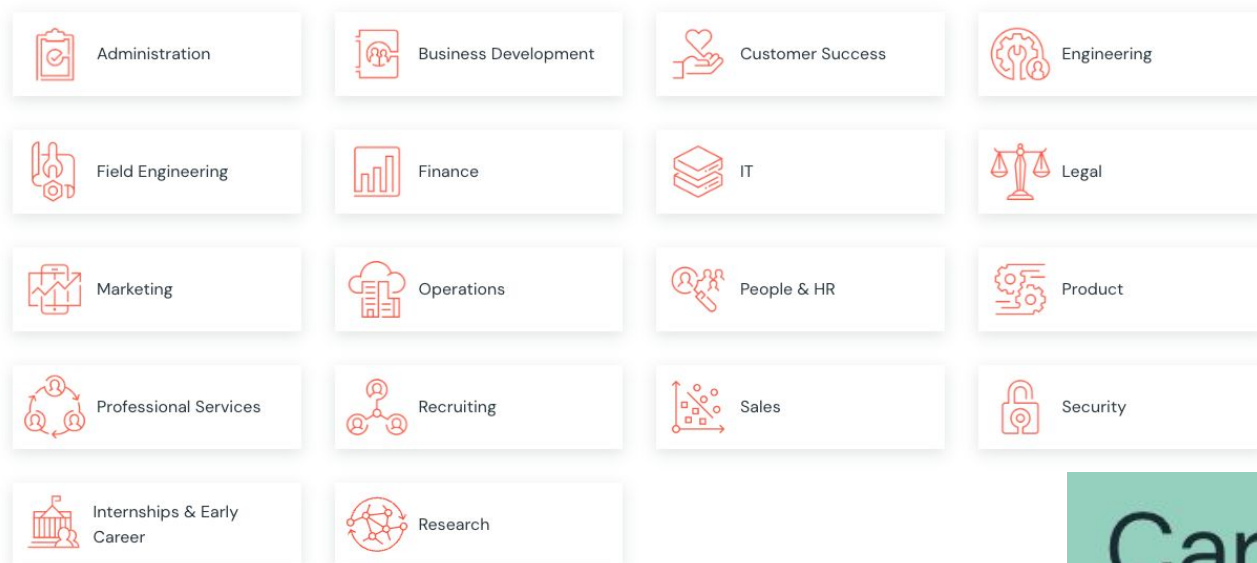 Administration
Business Development
Customer Success
Engineering
Field Engineering
Finance
IT
Legal
Marketing
Operations
People & HR
Product
Professional Services
Recruiting
Sales
Security
Internships & Early
Career
Research